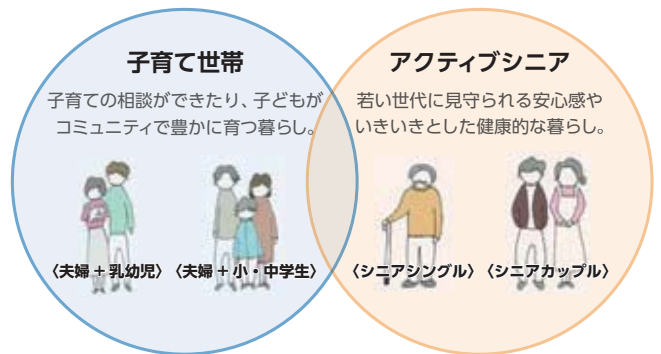 子育て世帯
子育ての相談ができたり、子どもが
コミュニティで豊かに育つ暮らし。
〈夫婦 + 乳幼児〉
〈夫婦 + 小・中学生〉
アクティブシニア
若い世代に見守られる安心感や
いきいきとした健康的な暮らし。
〈シニアシングル〉
〈シニアカップル〉